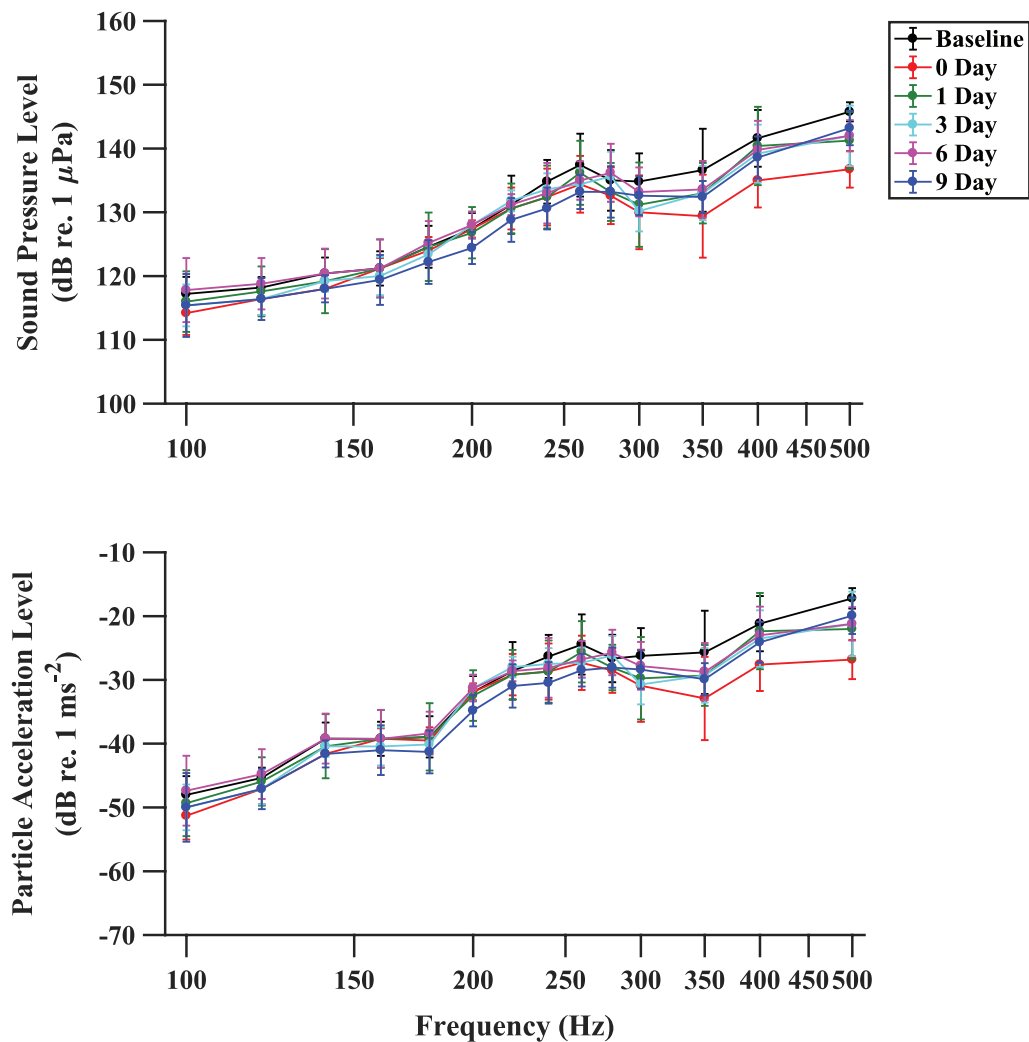 160
150
140
130
120
110
100
Sound Pressure Level
(dB re. 1 μPa)
100
150
200
250
300
350
400
450
500
Baseline
0 Day
1 Day
3 Day
6 Day
9 Day
-10
-20
-30
-40
-50
-60
-70
Particle Acceleration Level
(dB re. 1 ms-2)
100
150
200
250
300
350
400
450
500
Frequency (Hz)